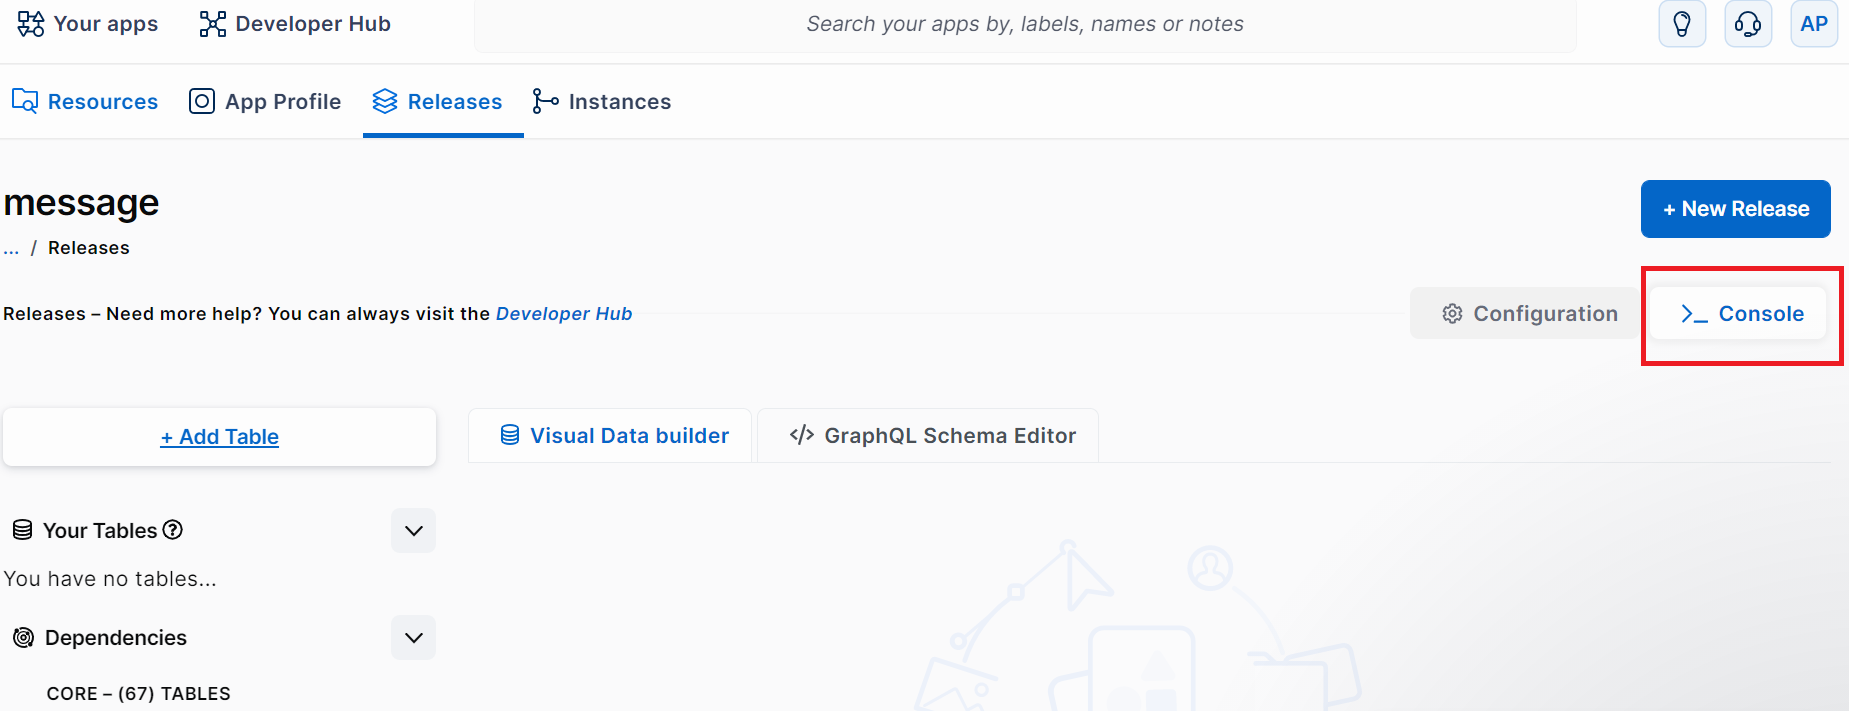 Your apps
Developer Hub
Search your apps by, labels, names or notes
AP
Resources
App Profile
Releases
Instances
message
+ New Release
... / Releases
Releases – Need more help? You can always visit the Developer Hub
Configuration
>_ Console
+ Add Table
Visual Data builder
</> GraphQL Schema Editor
Your Tables
You have no tables...
Dependencies
CORE – (67) TABLES